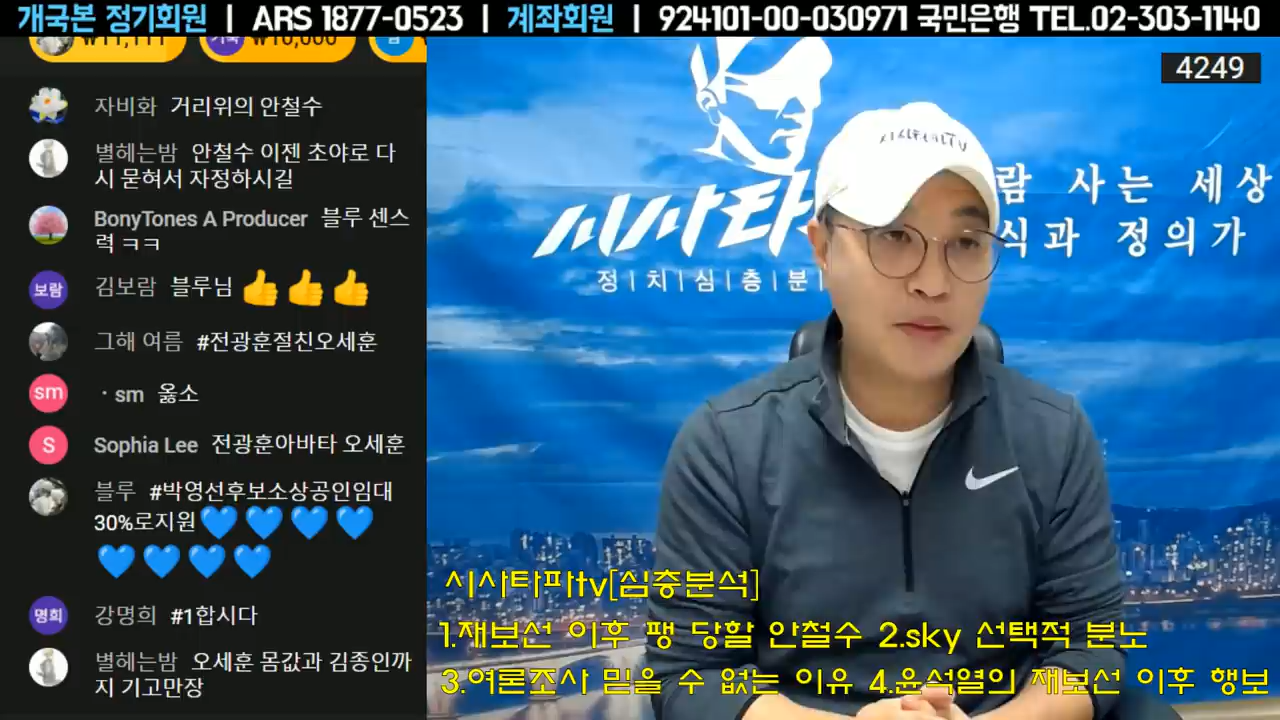 개국본 정기회원 | ARS 1877-0523 | 계좌회원 | 924101-00-030971 국민은행 TEL.02-303-1140
4249
자비화 거리위의 안철수
별헤는밤 안철수 이젠 초야로 다
시 묻혀서 자정하시길
BonyTones A Producer 블루 센스
력 ㅋㅋ
보람 김보람 블루님 👍👍👍
그해 여름 #전광훈절친오세훈
sm ・sm 옳소
S Sophia Lee 전광훈아바타 오세훈
블루 #박영선후보소상공인임대
30%로지원💙💙💙💙
💙💙💙💙
명희 강명희 #1합시다
별헤는밤 오세훈 몸값과 김종인까
지 기고만장
시사타파TV
시사타
정|치|심|층|분|
람 사는 세상
식과 정의가
시사타파tv[심층분석]
1.재보선 이후 팽 당할 안철수 2.sky 선택적 분노
3.여론조사 믿을 수 없는 이유 4.윤석열의 재보선 이후 행보